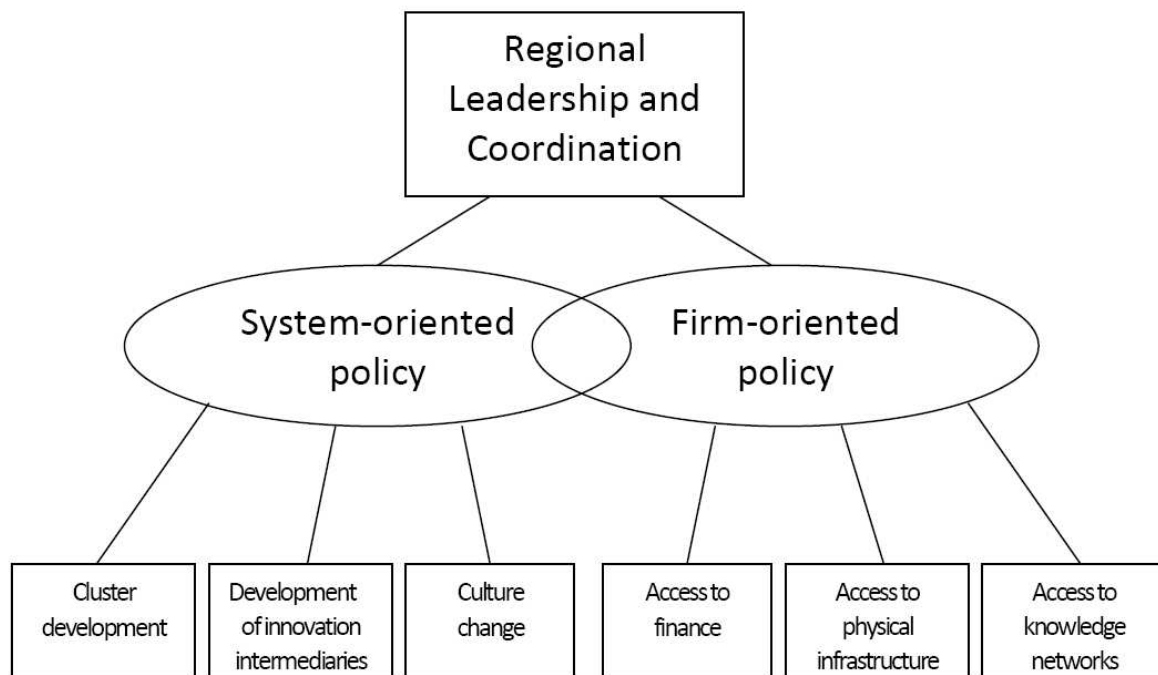 Regional
Leadership and
Coordination
System-oriented
policy
Firm-oriented
policy
Cluster
development
Development
of innovation
intermediaries
Culture
change
Access to
finance
Access to
physical
infrastructure
Access to
knowledge
networks